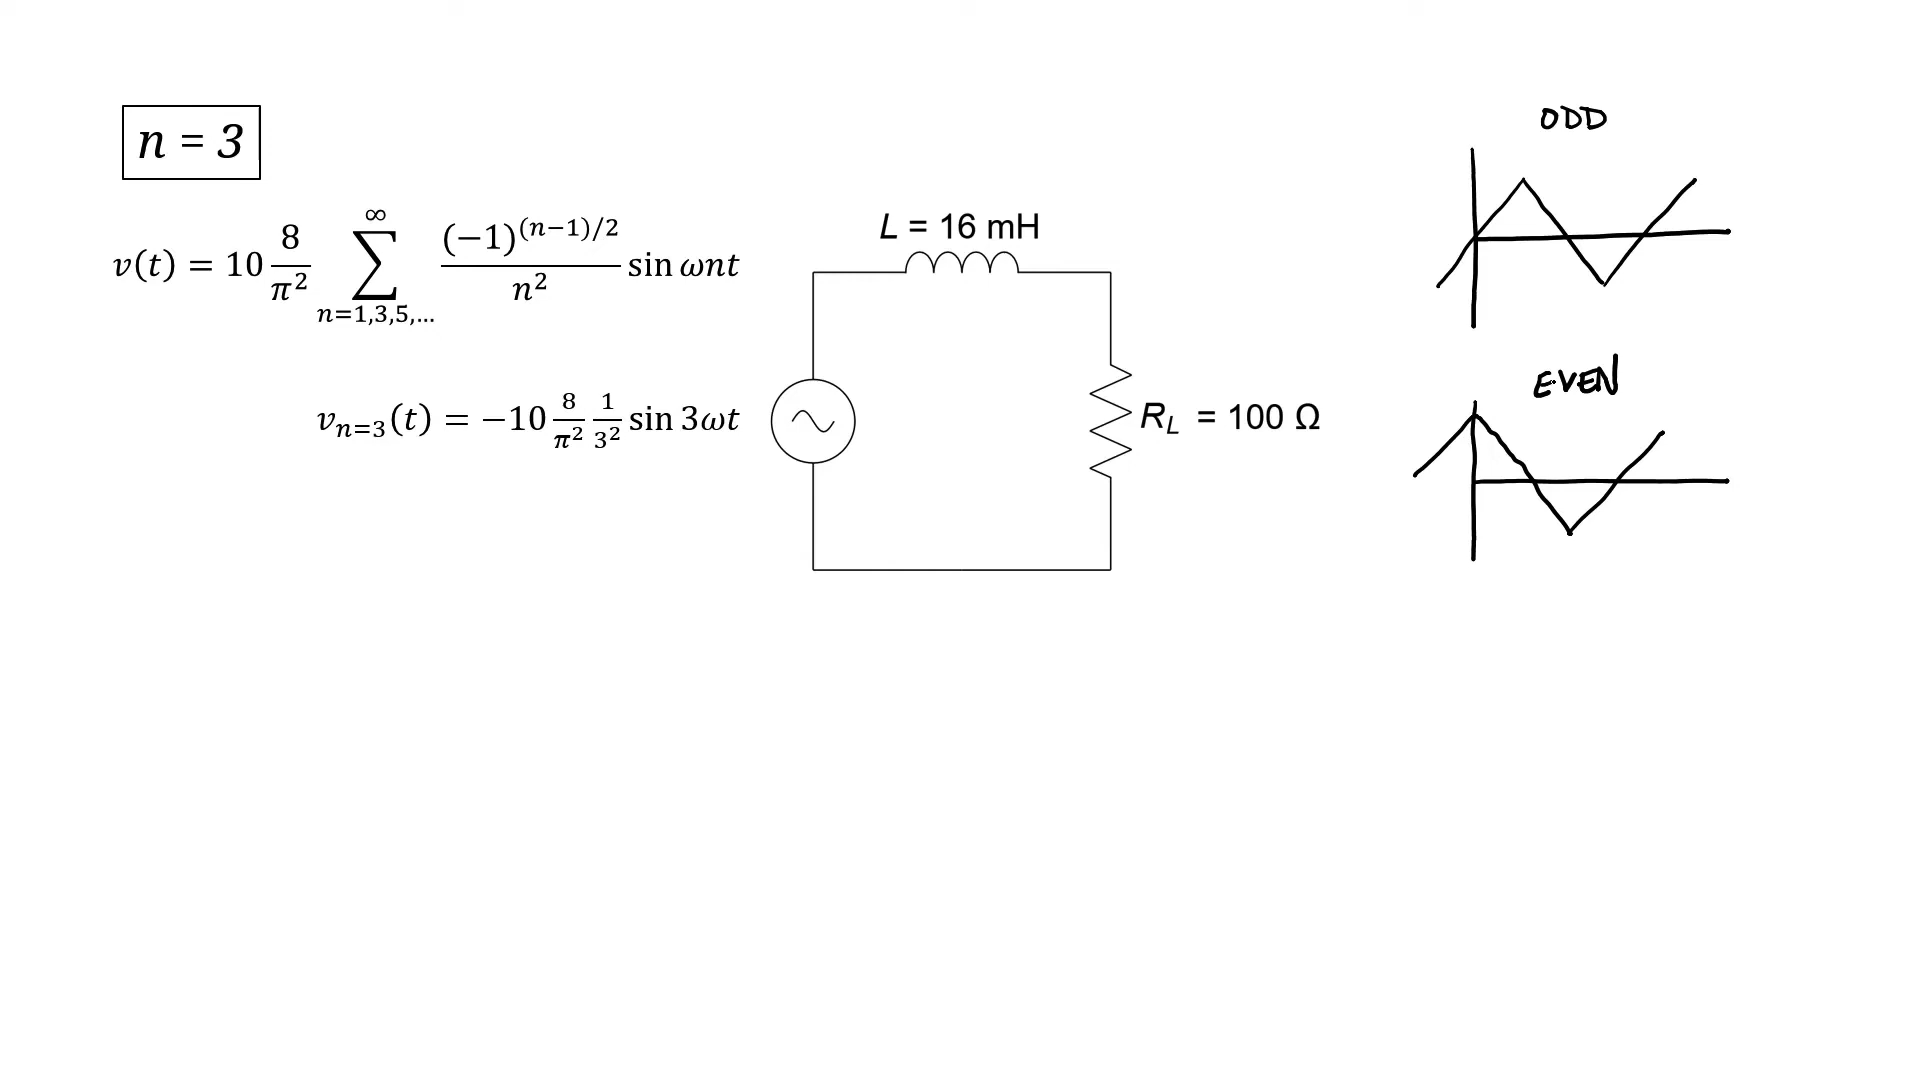 n = 3
v(t) = 10 8/π² ∑_{n=1,3,5,…}^{∞} (−1)^{(n−1)/2}/n² sin ωnt
v_{n=3}(t) = −10 8/π² 1/3² sin 3ωt
L = 16 mH
R_L = 100 Ω
ODD
EVEN